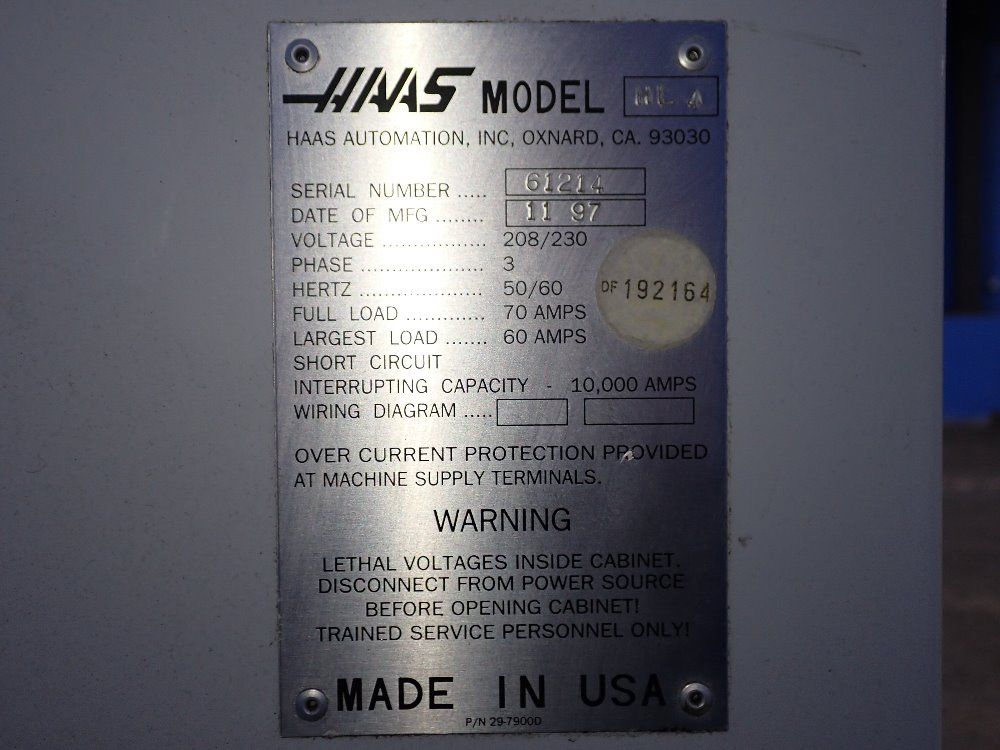 HAAS MODEL HL 4
HAAS AUTOMATION, INC, OXNARD, CA. 93030
SERIAL NUMBER ..... 61214
DATE OF MFG ........ 11 97
VOLTAGE ................. 208/230
PHASE .................... 3
HERTZ .................... 50/60
DF 192164
FULL LOAD ............. 70 AMPS
LARGEST LOAD ....... 60 AMPS
SHORT CIRCUIT
INTERRUPTING CAPACITY - 10,000 AMPS
WIRING DIAGRAM .....
OVER CURRENT PROTECTION PROVIDED
AT MACHINE SUPPLY TERMINALS.
WARNING
LETHAL VOLTAGES INSIDE CABINET.
DISCONNECT FROM POWER SOURCE
BEFORE OPENING CABINET!
TRAINED SERVICE PERSONNEL ONLY!
MADE IN USA
P/N 29-7900D